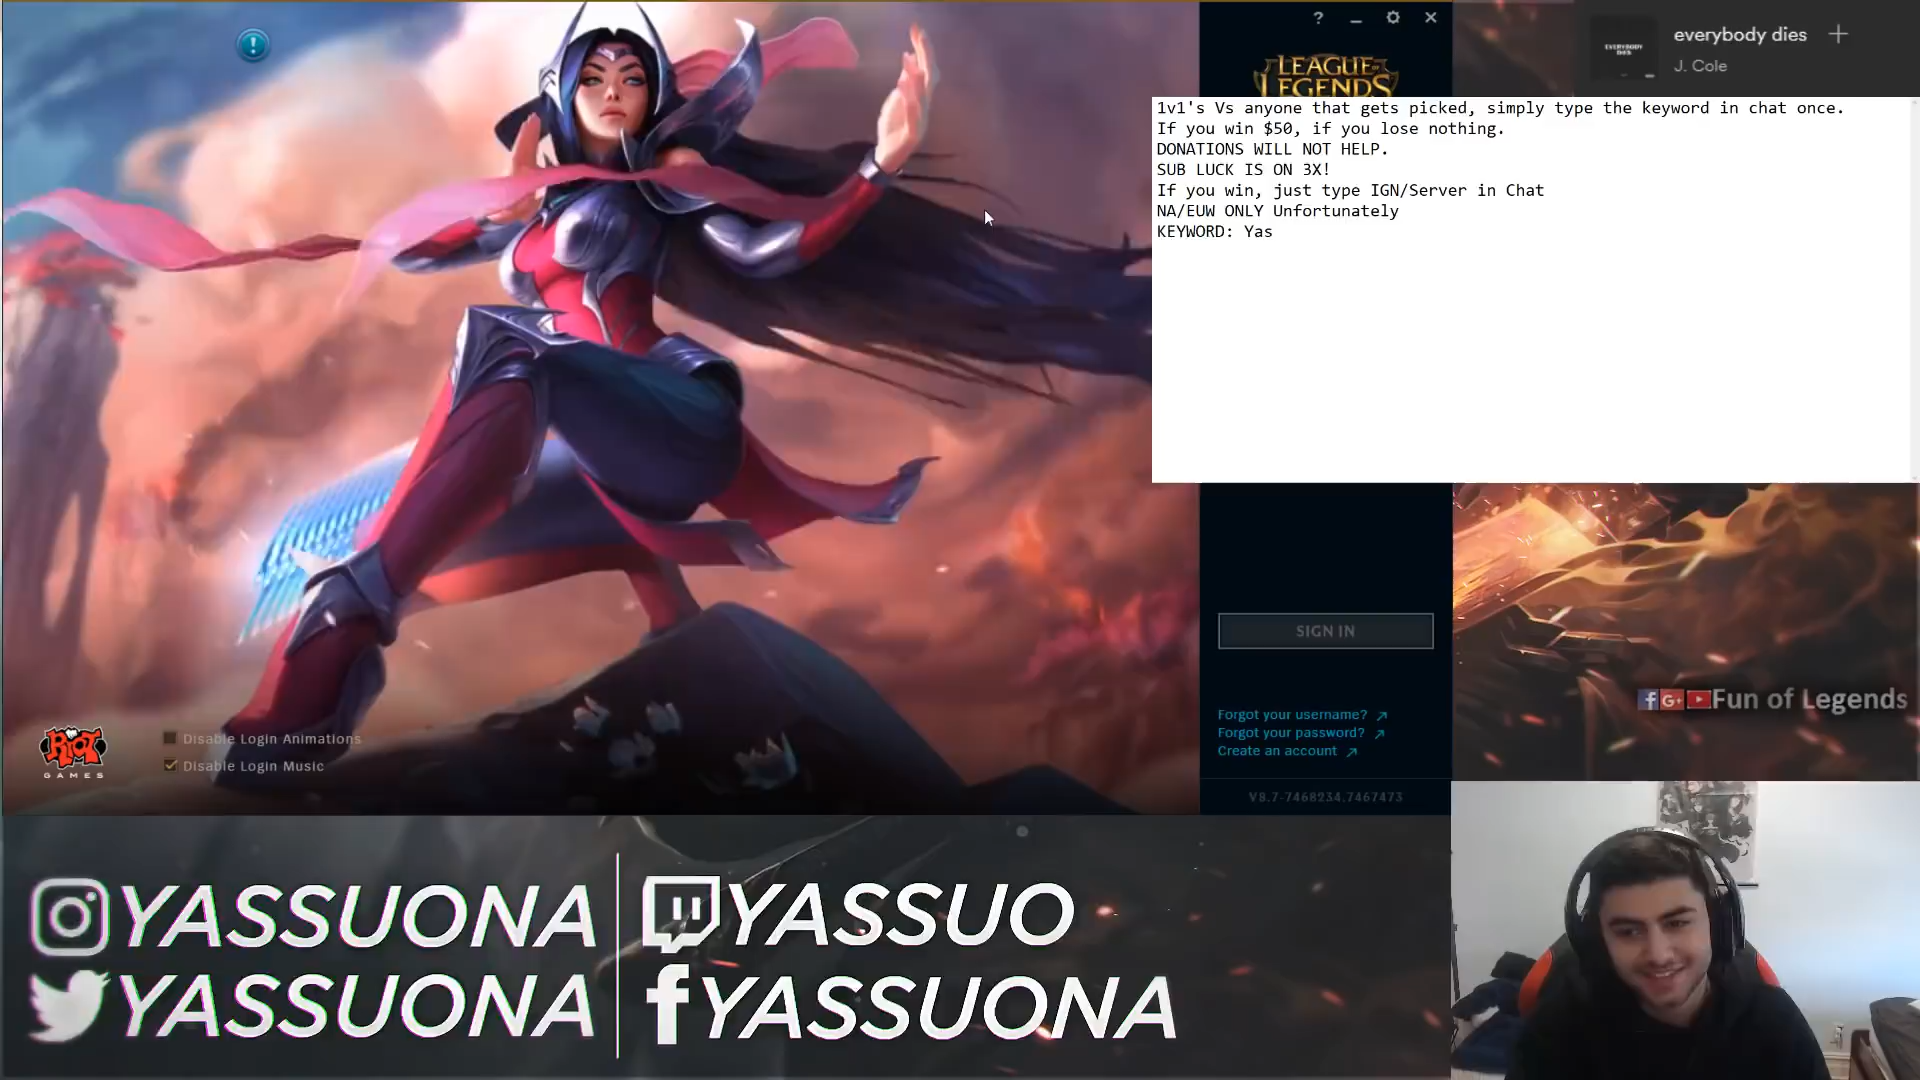 ?
everybody dies
EVERYBODY
DIES
J. Cole
LEAGUE OF
LEGENDS
1v1's Vs anyone that gets picked, simply type the keyword in chat once.
If you win $50, if you lose nothing.
DONATIONS WILL NOT HELP.
SUB LUCK IS ON 3X!
If you win, just type IGN/Server in Chat
NA/EUW ONLY Unfortunately
KEYWORD: Yas
SIGN IN
Forgot your username?
Forgot your password?
Create an account
V8.7-7468234.7467473
Fun of Legends
RIOT
GAMES
Disable Login Animations
Disable Login Music
YASSUONA
YASSUO
YASSUONA
YASSUONA